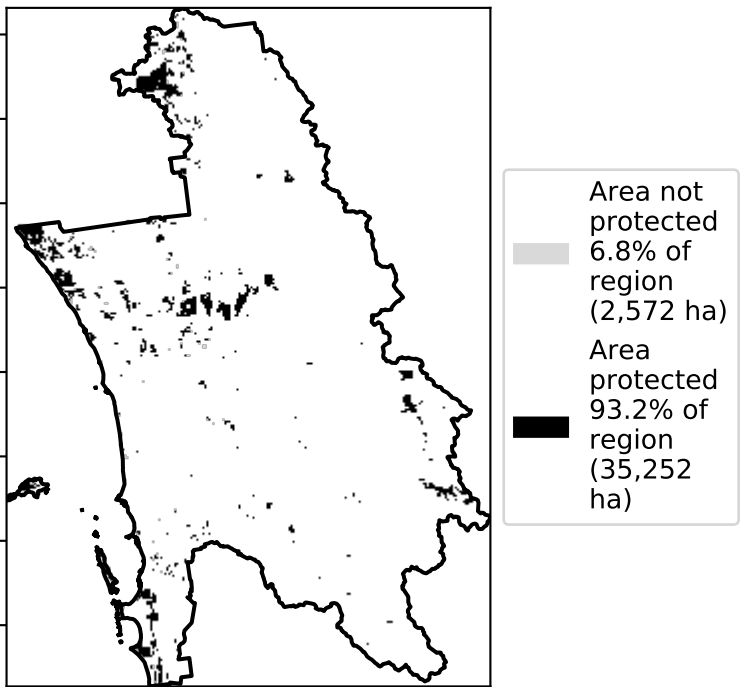 Area not
protected
6.8% of
region
(2,572 ha)
Area
protected
93.2% of
region
(35,252
ha)